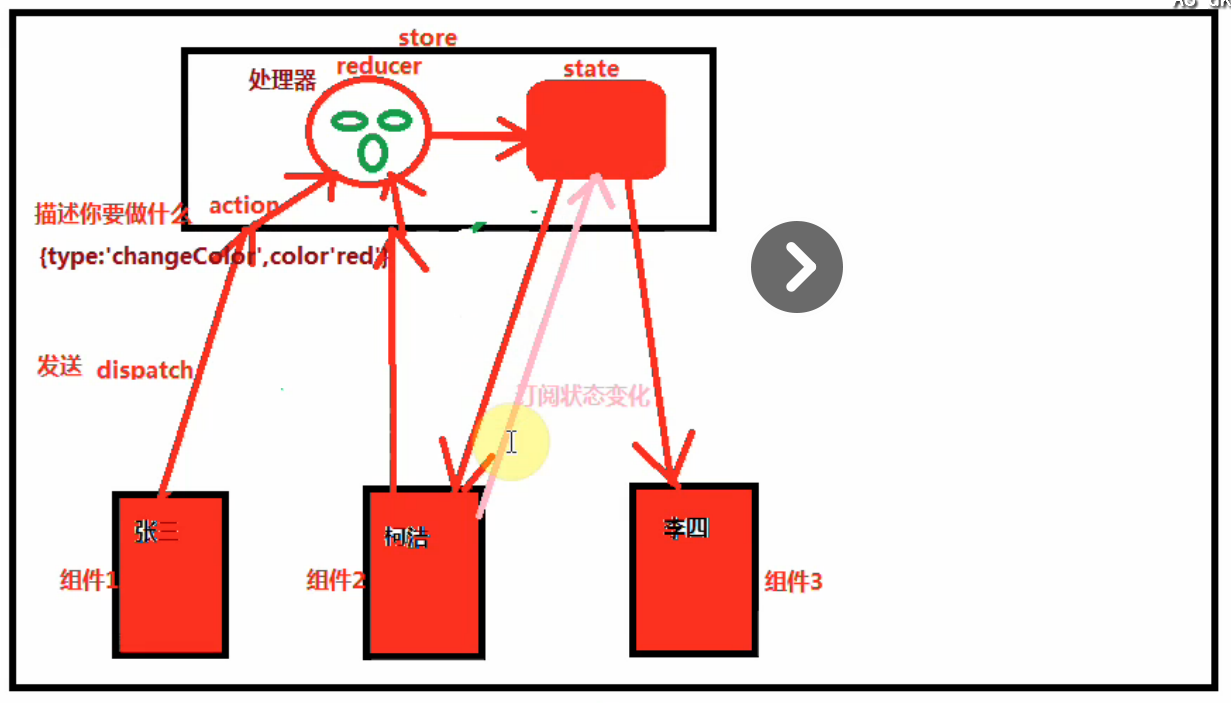 store
处理器 reducer
state
描述你要做什么 action
{type:'changeColor',color'red'}
订阅状态变化
发送 dispatch
张三
柯洁
李四
组件1
组件2
组件3